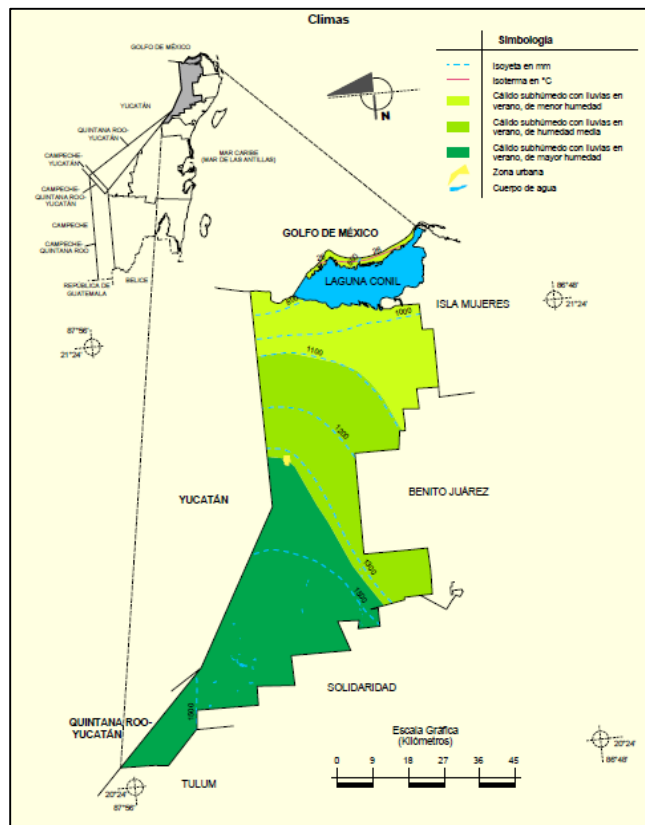 Climas
GOLFO DE MÉXICO
YUCATÁN
QUINTANA ROO-
YUCATÁN
CAMPECHE-
YUCATÁN
CAMPECHE-
QUINTANA ROO-
YUCATÁN
CAMPECHE
CAMPECHE-
QUINTANA ROO
REPÚBLICA DE
GUATEMALA
BELICE
MAR CARIBE
(MAR DE LAS ANTILLAS)
N
Simbología
Isoyeta en mm
Isoterma en °C
Cálido subhúmedo con lluvias en
verano, de menor humedad
Cálido subhúmedo con lluvias en
verano, de humedad media
Cálido subhúmedo con lluvias en
verano, de mayor humedad
Zona urbana
Cuerpo de agua
GOLFO DE MÉXICO
26
LAGUNA CONIL
ISLA MUJERES
86°48'
21°24'
87°56'
21°24'
1000
1100
1200
YUCATÁN
BENITO JUÁREZ
1300
SOLIDARIDAD
1500
QUINTANA ROO-
YUCATÁN
TULUM
20°24'
87°56'
Escala Gráfica
(Kilómetros)
0 9 18 27 36 45
20°24'
86°48'